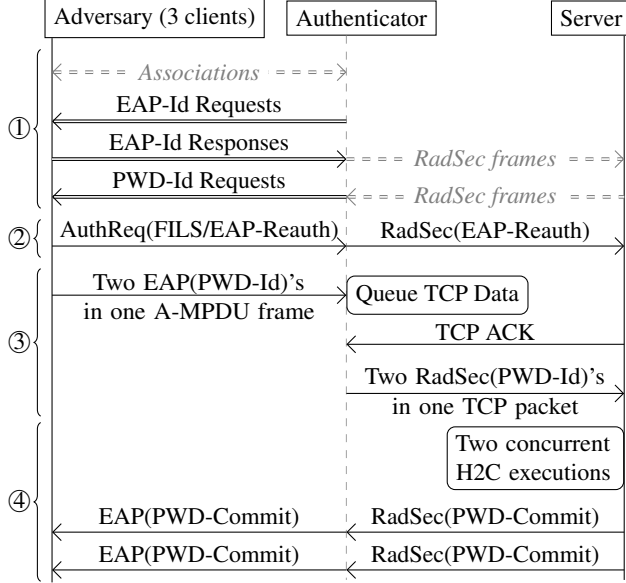 Adversary (3 clients) Authenticator Server
Associations
EAP-Id Requests
①
EAP-Id Responses
RadSec frames
PWD-Id Requests
RadSec frames
② AuthReq(FILS/EAP-Reauth) RadSec(EAP-Reauth)
Two EAP(PWD-Id)'s
in one A-MPDU frame
Queue TCP Data
③
TCP ACK
Two RadSec(PWD-Id)'s
in one TCP packet
④
Two concurrent
H2C executions
EAP(PWD-Commit) RadSec(PWD-Commit)
EAP(PWD-Commit) RadSec(PWD-Commit)